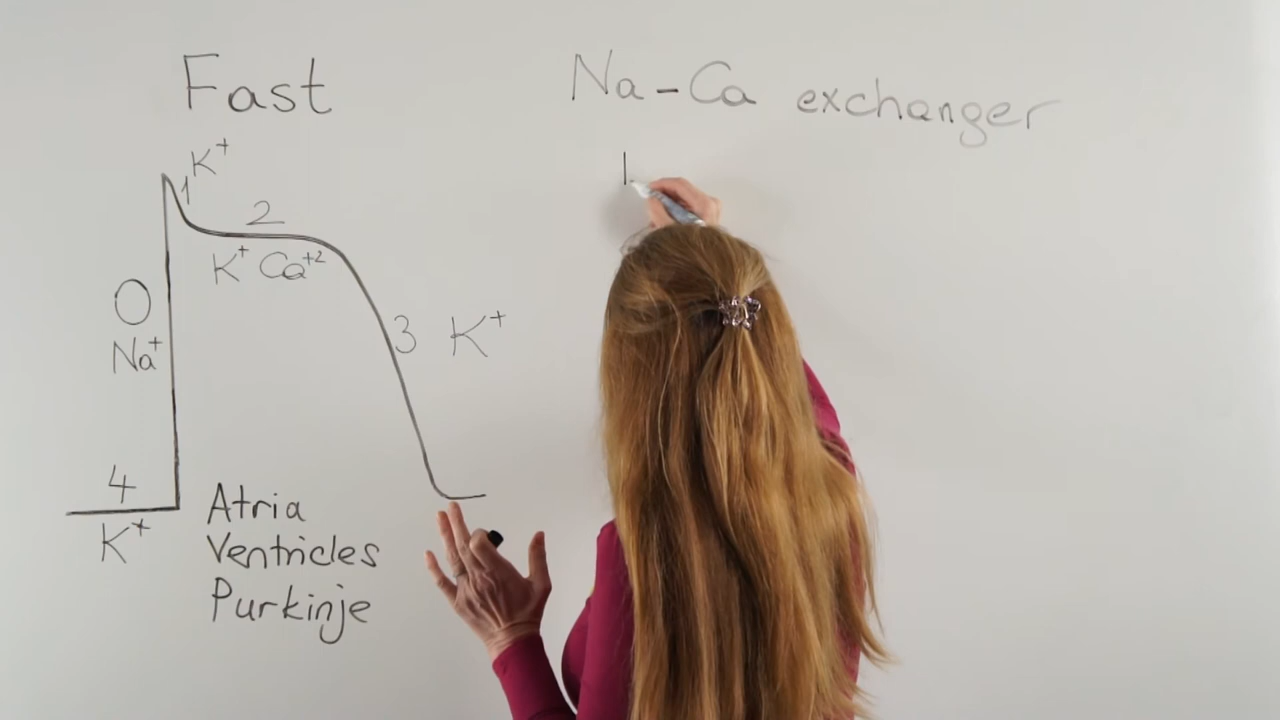 Fast
Na-Ca exchanger
K⁺
1
2
K⁺ Ca⁺²
0
Na⁺
3 K⁺
4
K⁺
Atria
Ventricles
Purkinje